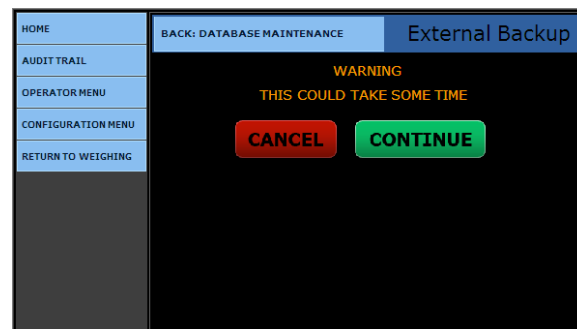 HOME
AUDIT TRAIL
OPERATOR MENU
CONFIGURATION MENU
RETURN TO WEIGHING
BACK: DATABASE MAINTENANCE
External Backup
WARNING
THIS COULD TAKE SOME TIME
CANCEL
CONTINUE